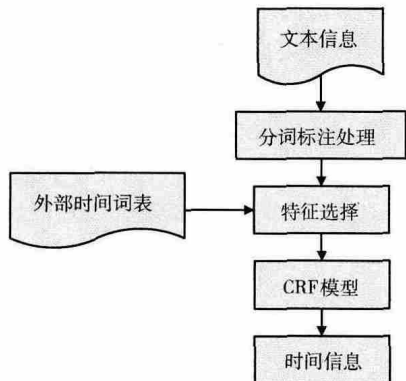 文本信息
分词标注处理
外部时间词表
特征选择
CRF模型
时间信息